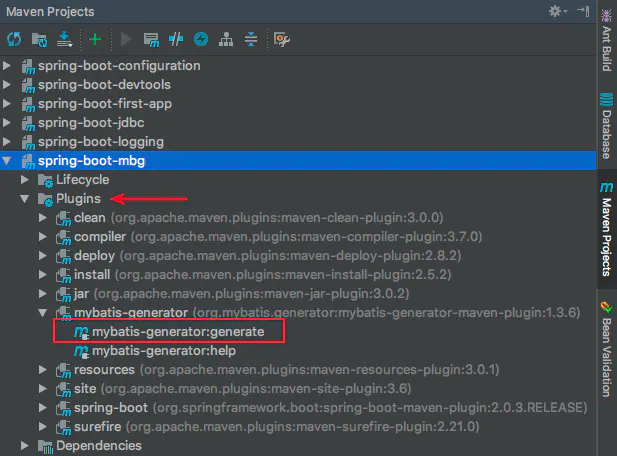 Maven Projects
spring-boot-configuration
spring-boot-devtools
spring-boot-first-app
spring-boot-jdbc
spring-boot-logging
spring-boot-mbg
Lifecycle
Plugins
clean (org.apache.maven.plugins:maven-clean-plugin:3.0.0)
compiler (org.apache.maven.plugins:maven-compiler-plugin:3.7.0)
deploy (org.apache.maven.plugins:maven-deploy-plugin:2.8.2)
install (org.apache.maven.plugins:maven-install-plugin:2.5.2)
jar (org.apache.maven.plugins:maven-jar-plugin:3.0.2)
mybatis-generator (org.mybatis.generator:mybatis-generator-maven-plugin:1.3.6)
mybatis-generator:generate
mybatis-generator:help
resources (org.apache.maven.plugins:maven-resources-plugin:3.0.1)
site (org.apache.maven.plugins:maven-site-plugin:3.6)
spring-boot (org.springframework.boot:spring-boot-maven-plugin:2.0.3.RELEASE)
surefire (org.apache.maven.plugins:maven-surefire-plugin:2.21.0)
Dependencies
Ant Build
Database
Maven Projects
Bean Validation